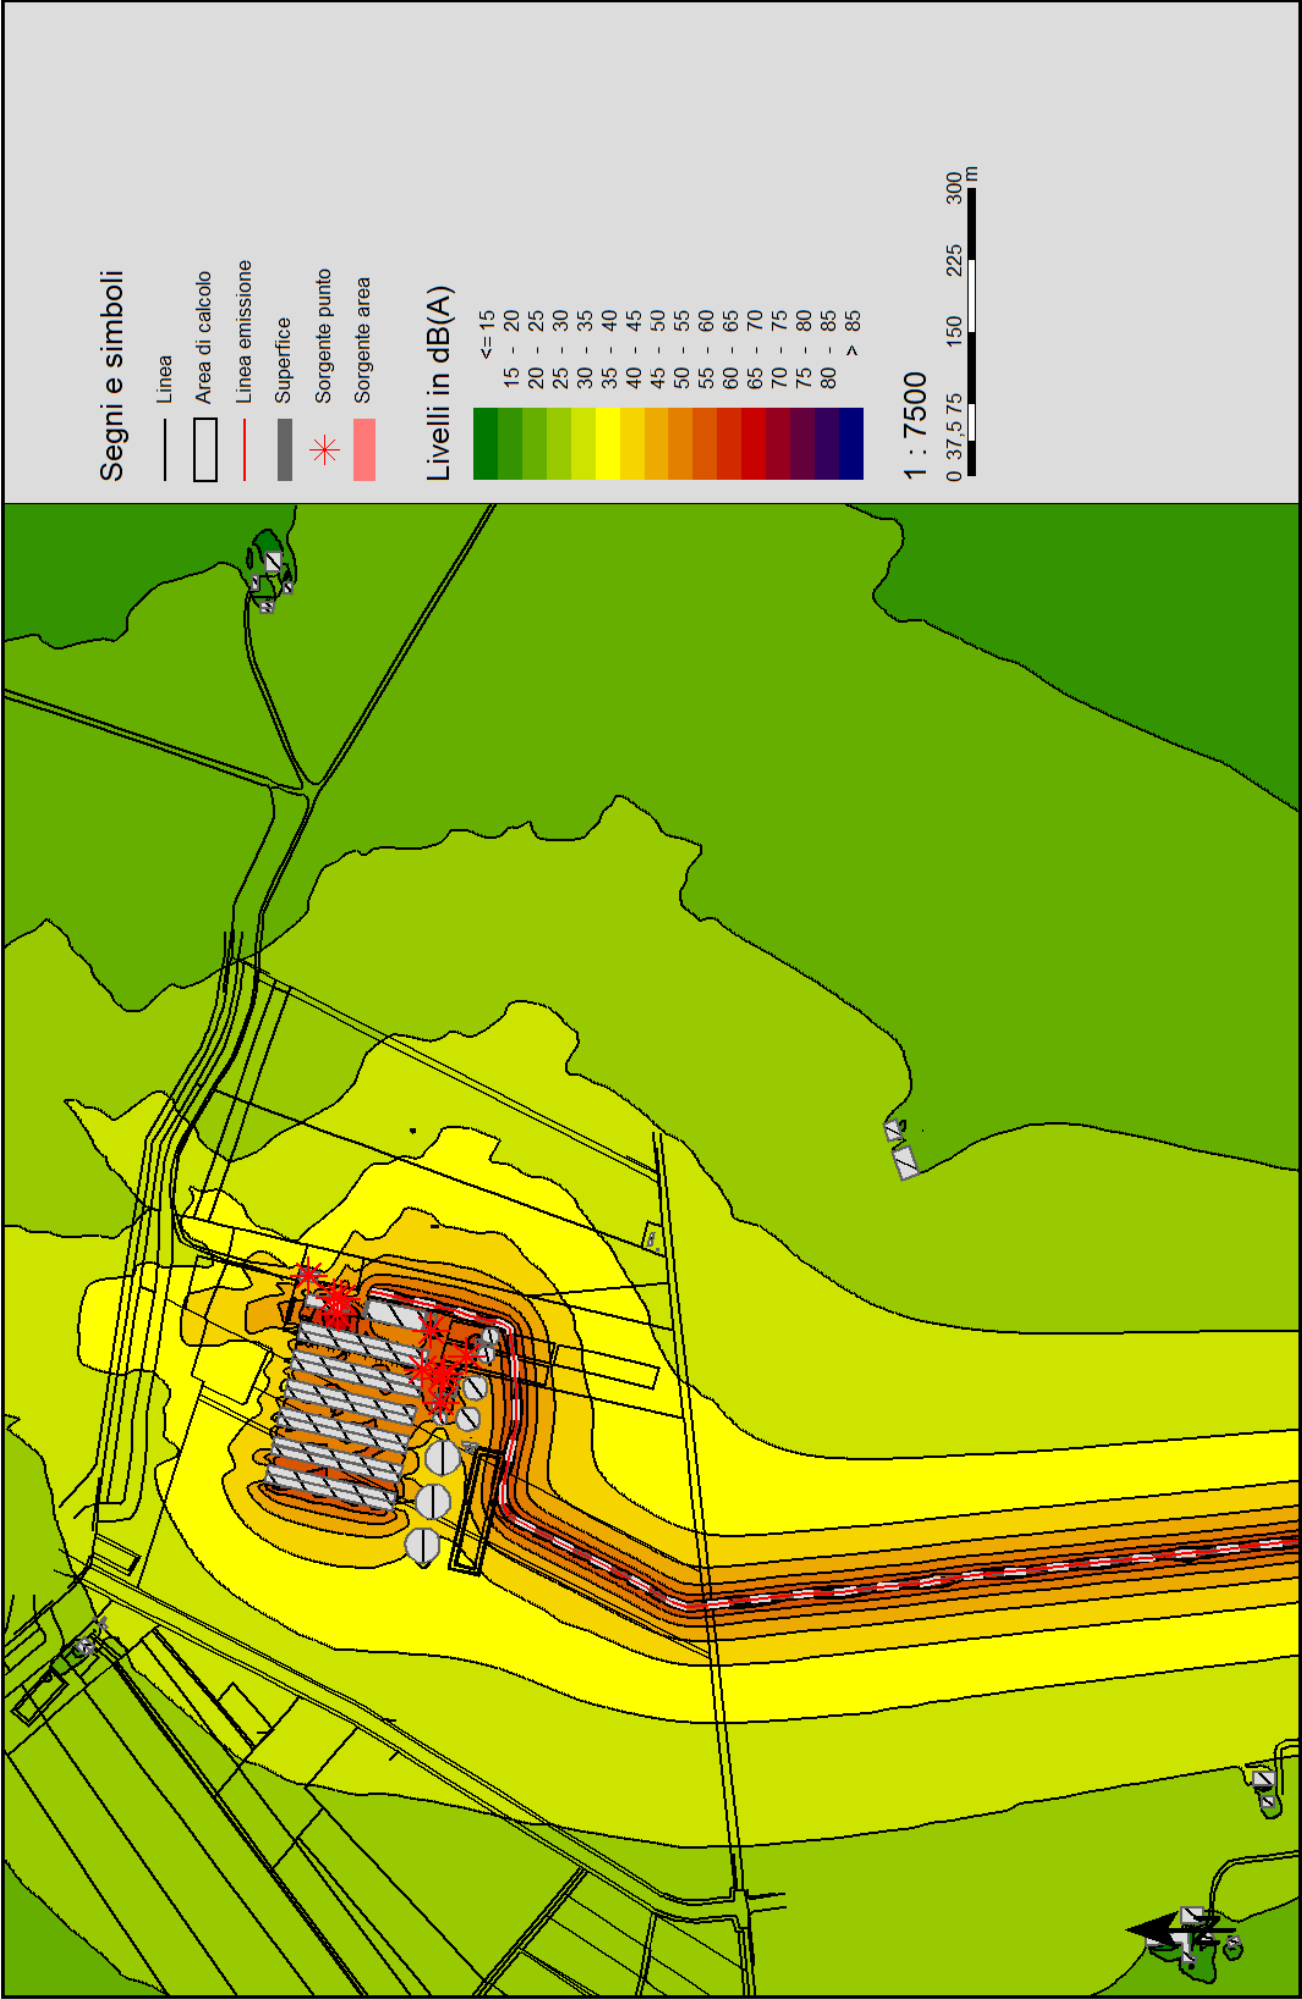 Segni e simboli
Linea
Area di calcolo
Linea emissione
Superfice
Sorgente punto
Sorgente area
Livelli in dB(A)
<= 15
15 - 20
20 - 25
25 - 30
30 - 35
35 - 40
40 - 45
45 - 50
50 - 55
55 - 60
60 - 65
65 - 70
70 - 75
75 - 80
80 - 85
> 85
1 : 7500
0 37,5 75 150 225 300
m
N